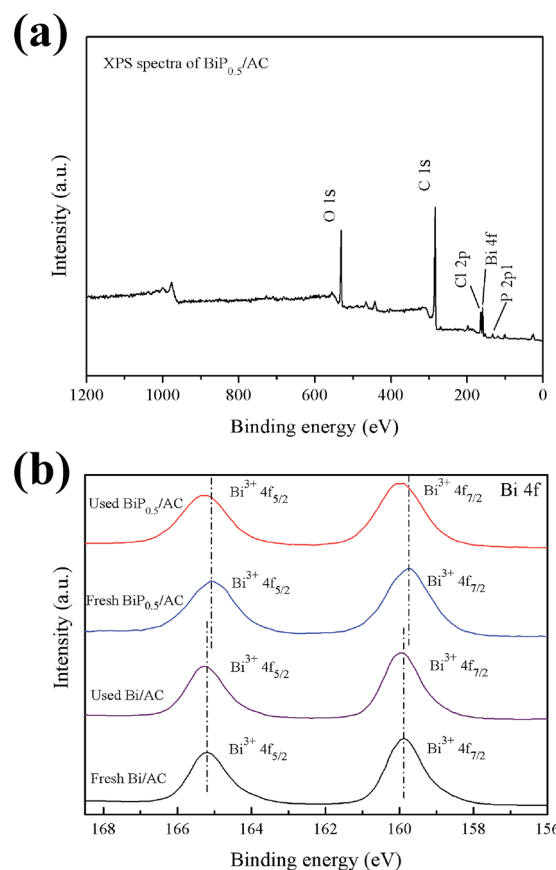 (a)
XPS spectra of BiP0.5/AC
O 1s
C 1s
Cl 2p
Bi 4f
P 2p1
Intensity (a.u.)
1200 1000 800 600 400 200 0
Binding energy (eV)
(b)
Bi 4f
Used BiP0.5/AC
Bi3+ 4f5/2
Bi3+ 4f7/2
Fresh BiP0.5/AC
Bi3+ 4f5/2
Bi3+ 4f7/2
Used Bi/AC
Bi3+ 4f5/2
Bi3+ 4f7/2
Fresh Bi/AC
Bi3+ 4f5/2
Bi3+ 4f7/2
Intensity (a.u.)
168 166 164 162 160 158 156
Binding energy (eV)